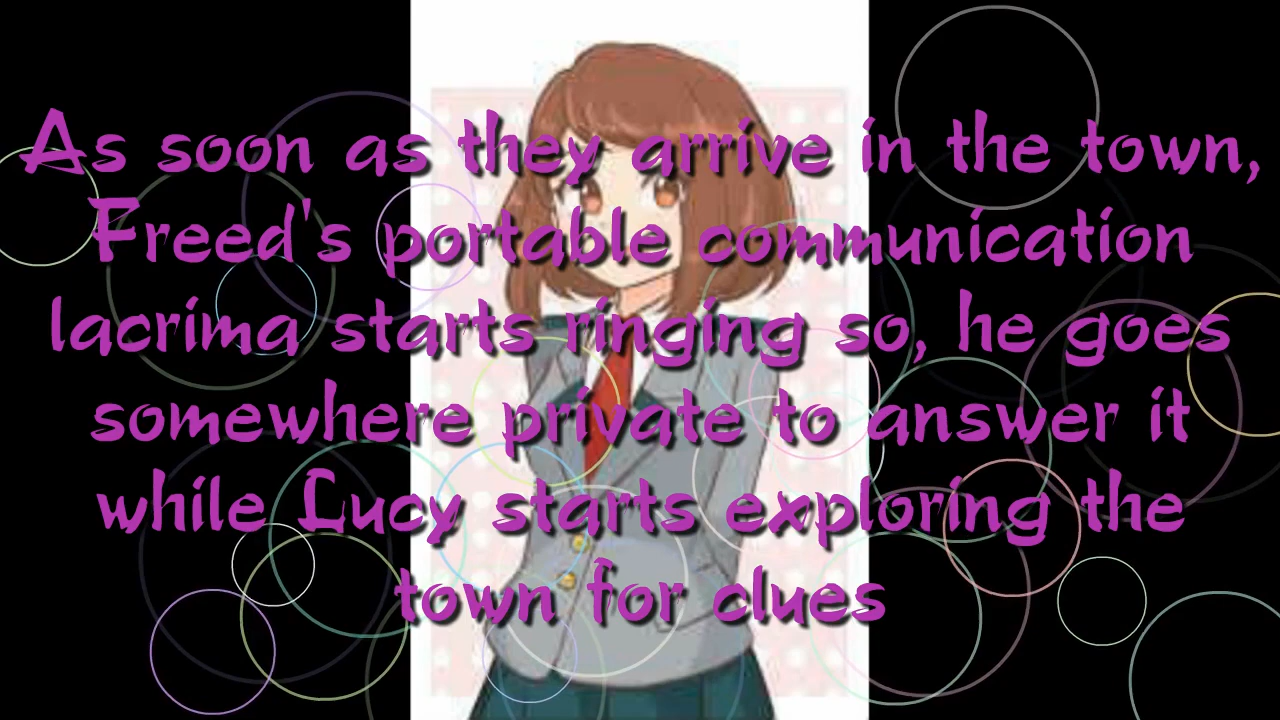 As soon as they arrive in the town,
Freed's portable communication
lacrima starts ringing so, he goes
somewhere private to answer it
while Lucy starts exploring the
town for clues